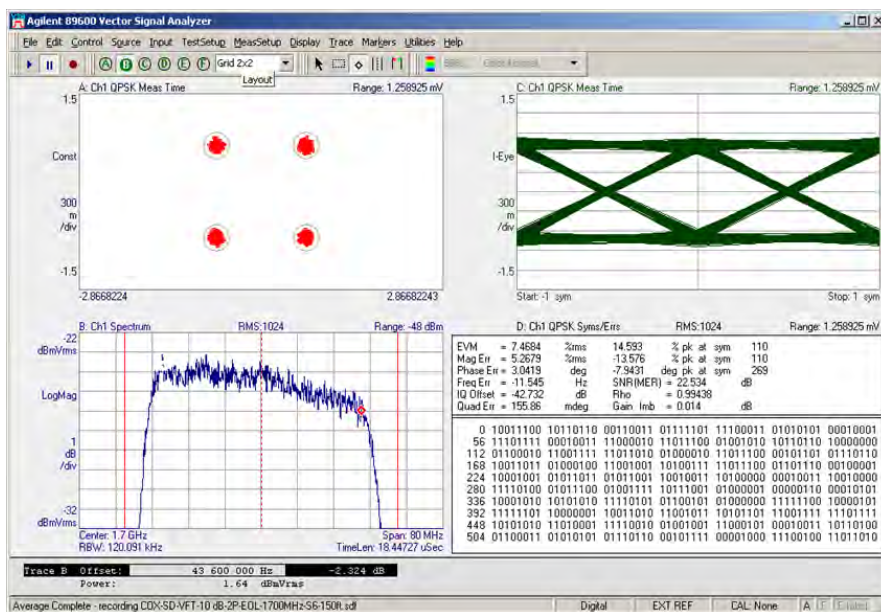 Agilent 89600 Vector Signal Analyzer
File Edit Control Source Input TestSetup MeasSetup Display Trace Markers Utilities Help
A B C D E F Grid 2x2
Layout
A: Ch1 QPSK Meas Time Range: 1.258925 mV
1.5
Const
300
m
/div
-1.5
-2.8668224 2.86682243
C: Ch1 QPSK Meas Time Range: 1.258925 mV
1.5
I-Eye
300
m
/div
-1.5
Start: -1 sym Stop: 1 sym
B: Ch1 Spectrum RMS:1024 Range: -48 dBm
-22
dBmVrms
LogMag
1
dB
/div
-32
dBmVrms
Center: 1.7 GHz Span: 80 MHz
RBW: 120.091 kHz TimeLen: 18.44727 uSec
D: Ch1 QPSK Syms/Errs RMS:1024 Range: 1.258925 mV
EVM = 7.4684 %rms 14.593 % pk at sym 110
Mag Err = 5.2679 %rms -13.576 % pk at sym 110
Phase Err = 3.0419 deg -7.9431 deg pk at sym 269
Freq Err = -11.545 Hz SNR(MER) = 22.534 dB
IQ Offset = -42.732 dB Rho = 0.99438
Quad Err = 155.86 mdeg Gain Imb = 0.014 dB
0 10011100 10110110 00110011 01111101 11100011 01010101 00010001
56 11101111 00010011 11000010 11011100 01001010 10110110 10000000
112 01100010 11001111 11011010 01000010 11011110 00101101 01110110
168 10011011 01000100 11001001 10100111 11011100 01101110 00100001
224 10001001 01011011 01011001 10010110 10100000 00010011 10010010
280 11110100 01011100 01001111 10111001 01000001 00000110 00010101
336 10001010 10101010 11110101 01100101 01000000 11111100 10000101
392 11111101 10000001 10011010 11001011 10101101 11001111 11101111
448 10101010 11010001 11110010 01001001 11000101 00010011 10110100
504 01100011 01010101 01110110 00101111 00001000 11100100 11011010
Trace B Offset: 43 600.000 Hz -2.324 dB
Power: 1.64 dBmVrms
Average Complete - recording COX-SD-VFT-10 dB-2P-EOL-1700MHz-S6-150ft.sdf Digital EXT REF CAL: None A